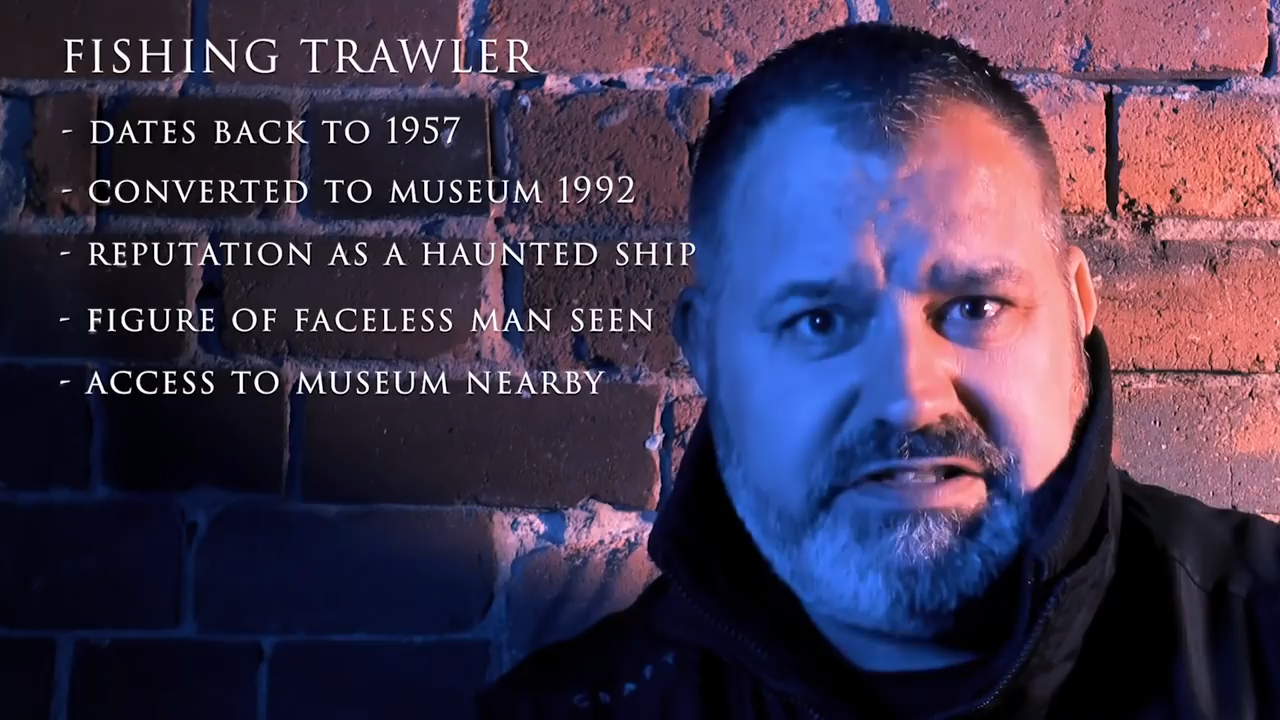 FISHING TRAWLER
- DATES BACK TO 1957
- CONVERTED TO MUSEUM 1992
- REPUTATION AS A HAUNTED SHIP
- FIGURE OF FACELESS MAN SEEN
- ACCESS TO MUSEUM NEARBY
CRAFT